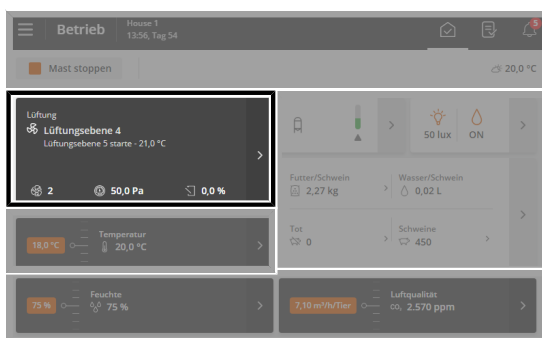 Betrieb
House 1
13:56, Tag 54
5
Mast stoppen
20,0 °C
Lüftung
Lüftungsebene 4
Lüftungsebene 5 starte - 21,0 °C
2
50,0 Pa
0,0 %
50 lux
ON
Futter/Schwein
2,27 kg
Wasser/Schwein
0,02 L
Tot
0
Schweine
450
Temperatur
18,0 °C
20,0 °C
Feuchte
75 %
75 %
Luftqualität
7,10 m³/h/Tier
CO₂ 2.570 ppm